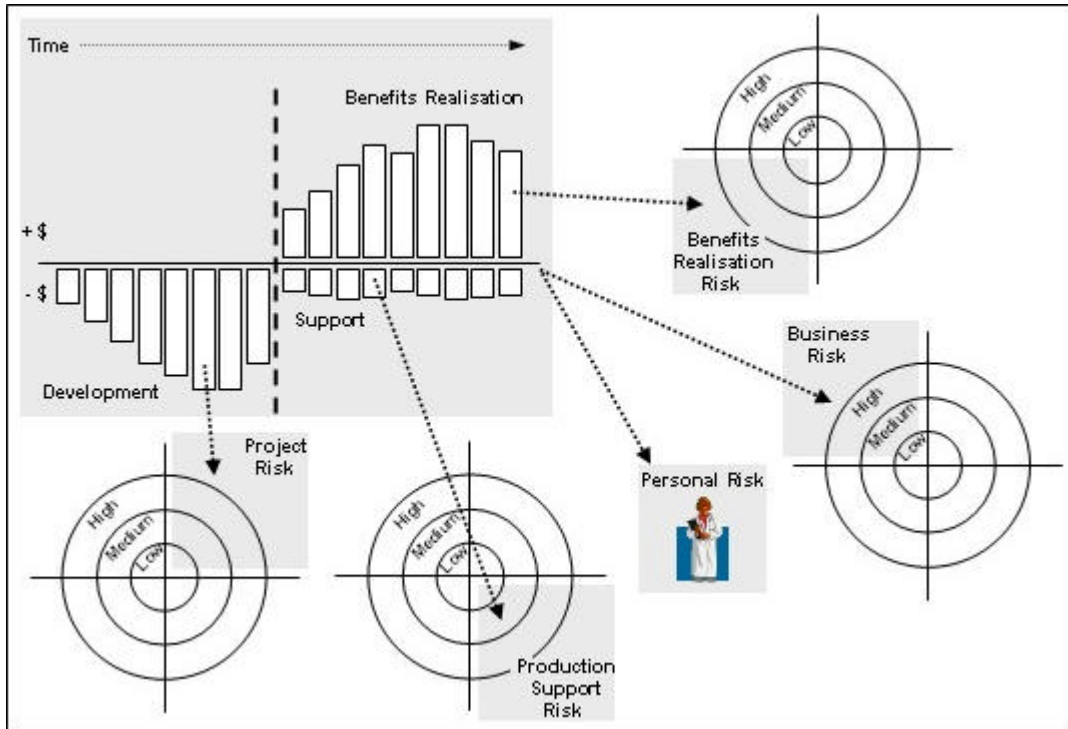 Time
Benefits Realisation
+ $
- $
Support
Development
High
Medium
Low
Benefits
Realisation
Risk
Business
Risk
High
Medium
Low
Project
Risk
High
Medium
Low
High
Medium
Low
Production
Support
Risk
Personal Risk